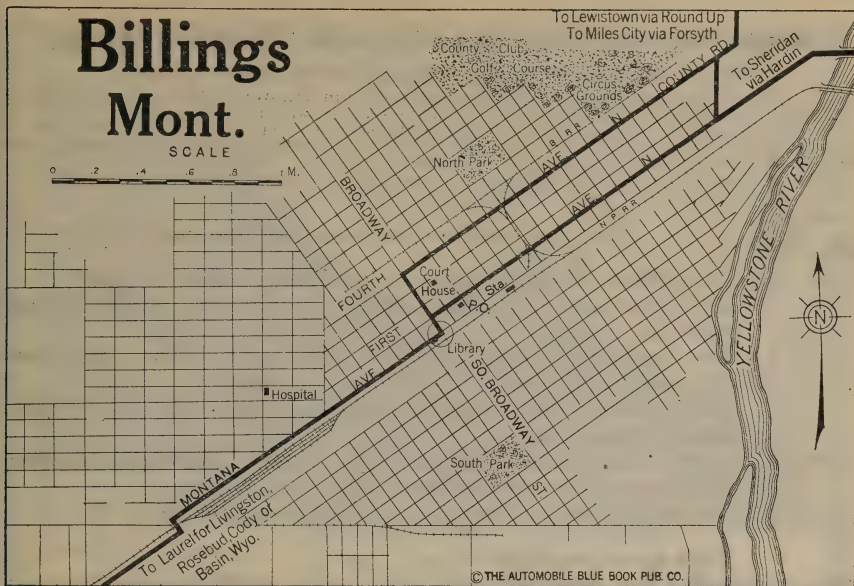 Billings
Mont.
SCALE
0 .2 .4 .6 .8 1 M.
To Lewistown via Round Up
To Miles City via Forsyth
To Sheridan
via Hardin
COUNTY RD.
County Club
Golf Course
Circus
Grounds
North Park
B. RR
BROADWAY
FOURTH AVE N
FIRST AVE N
N P RR
Court
House
P.O.
Sta.
Library
SO. BROADWAY
ST
South Park
Hospital
MONTANA AVE
To Laurel for Livingston,
Rosebud, Cody or
Basin, Wyo.
YELLOWSTONE RIVER
N
© THE AUTOMOBILE BLUE BOOK PUB. CO.